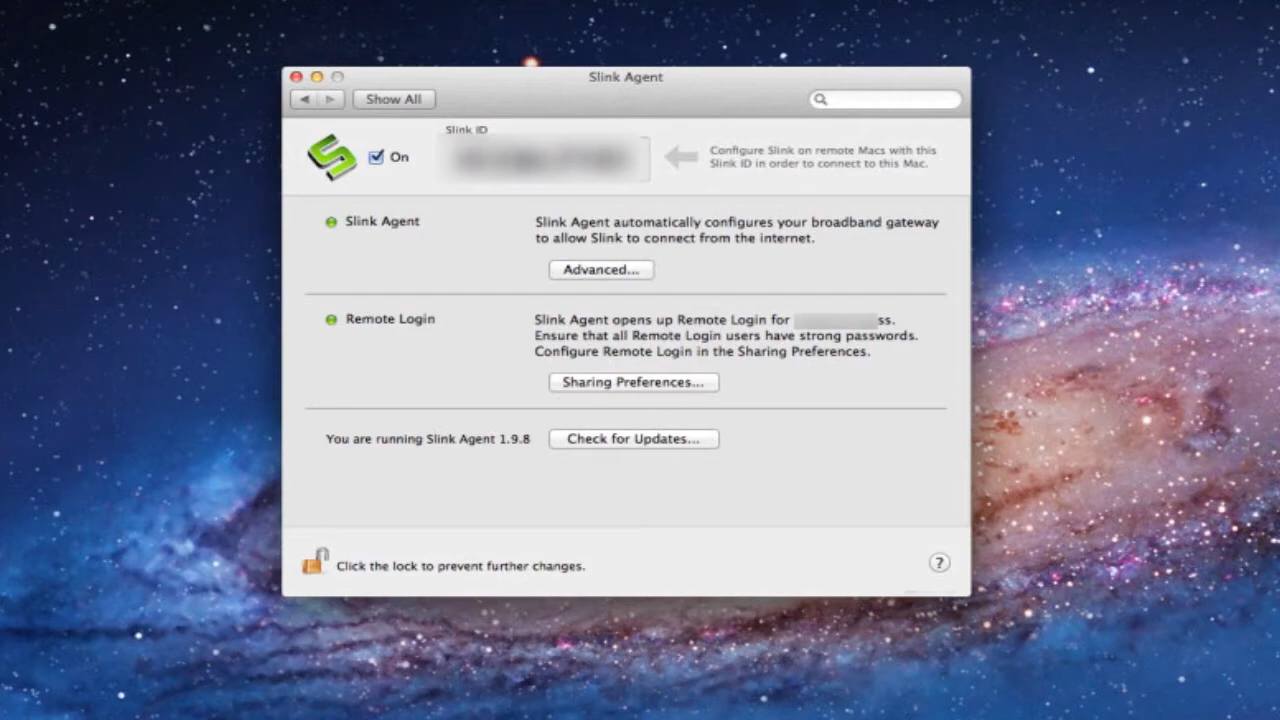 Slink Agent
Show All
Slink ID
On
Configure Slink on remote Macs with this
Slink ID in order to connect to this Mac.
Slink Agent
Slink Agent automatically configures your broadband gateway
to allow Slink to connect from the internet.
Advanced...
Remote Login
Slink Agent opens up Remote Login for ss.
Ensure that all Remote Login users have strong passwords.
Configure Remote Login in the Sharing Preferences.
Sharing Preferences...
You are running Slink Agent 1.9.8
Check for Updates...
Click the lock to prevent further changes.
?